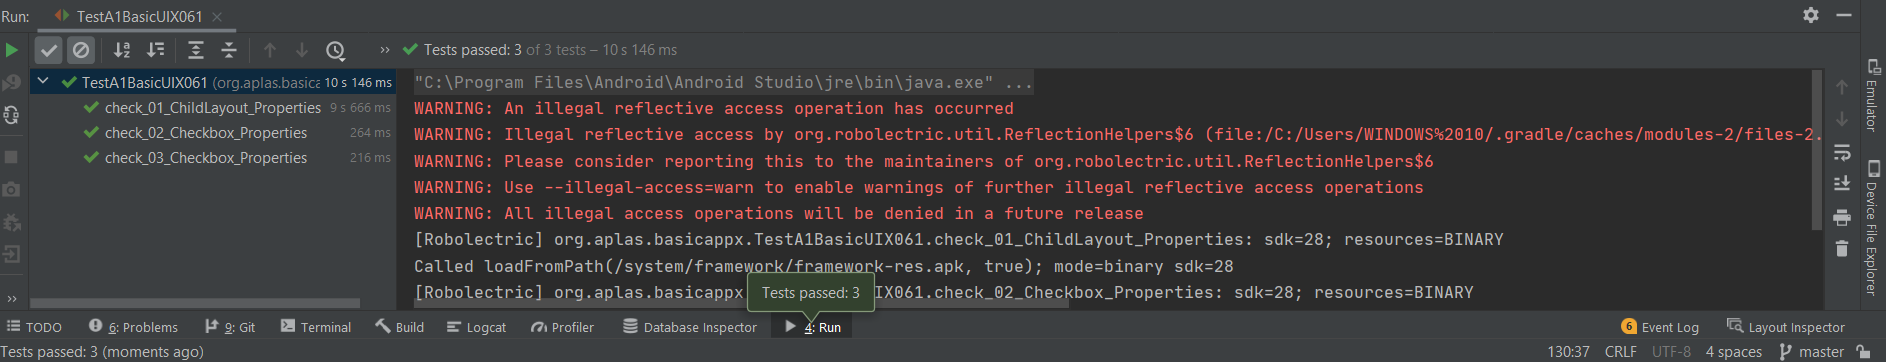 Run: TestA1BasicUIX061
Tests passed: 3 of 3 tests – 10 s 146 ms
TestA1BasicUIX061 (org.aplas.basica 10 s 146 ms
check_01_ChildLayout_Properties 9 s 666 ms
check_02_Checkbox_Properties 264 ms
check_03_Checkbox_Properties 216 ms
"C:\Program Files\Android\Android Studio\jre\bin\java.exe" ...
WARNING: An illegal reflective access operation has occurred
WARNING: Illegal reflective access by org.robolectric.util.ReflectionHelpers$6 (file:/C:/Users/WINDOWS%2010/.gradle/caches/modules-2/files-2.
WARNING: Please consider reporting this to the maintainers of org.robolectric.util.ReflectionHelpers$6
WARNING: Use --illegal-access=warn to enable warnings of further illegal reflective access operations
WARNING: All illegal access operations will be denied in a future release
[Robolectric] org.aplas.basicappx.TestA1BasicUIX061.check_01_ChildLayout_Properties: sdk=28; resources=BINARY
Called loadFromPath(/system/framework/framework-res.apk, true); mode=binary sdk=28
[Robolectric] org.aplas.basicappx. UIX061.check_02_Checkbox_Properties: sdk=28; resources=BINARY
Tests passed: 3
Emulator
Device File Explorer
TODO 6: Problems 9: Git Terminal Build Logcat Profiler Database Inspector 4: Run 6 Event Log Layout Inspector
Tests passed: 3 (moments ago) 130:37 CRLF UTF-8 4 spaces master